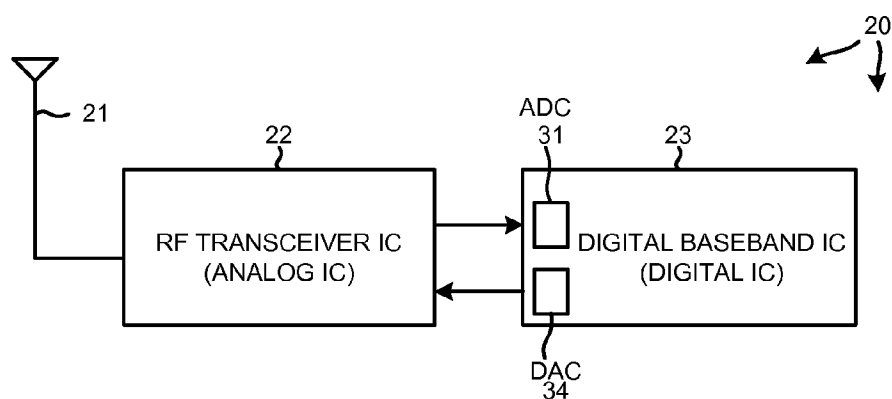 20
21
22
ADC
31
23
RF TRANSCEIVER IC
(ANALOG IC)
DIGITAL BASEBAND IC
(DIGITAL IC)
DAC
34